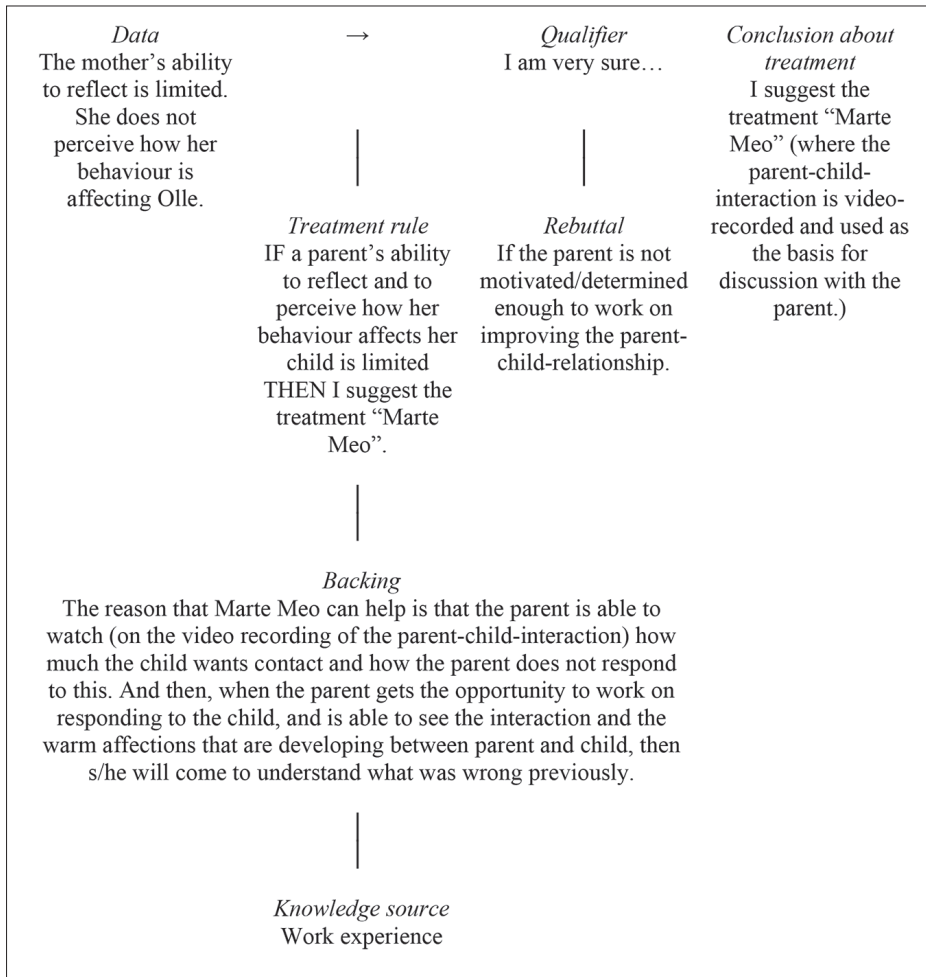 Data
The mother’s ability
to reflect is limited.
She does not
perceive how her
behaviour is
affecting Olle.
→
Qualifier
I am very sure…
Conclusion about
treatment
I suggest the
treatment “Marte
Meo” (where the
parent-child-
interaction is video-
recorded and used as
the basis for
discussion with the
parent.)
Treatment rule
IF a parent’s ability
to reflect and to
perceive how her
behaviour affects her
child is limited
THEN I suggest the
treatment “Marte
Meo”.
Rebuttal
If the parent is not
motivated/determined
enough to work on
improving the parent-
child-relationship.
Backing
The reason that Marte Meo can help is that the parent is able to
watch (on the video recording of the parent-child-interaction) how
much the child wants contact and how the parent does not respond
to this. And then, when the parent gets the opportunity to work on
responding to the child, and is able to see the interaction and the
warm affections that are developing between parent and child, then
s/he will come to understand what was wrong previously.
Knowledge source
Work experience